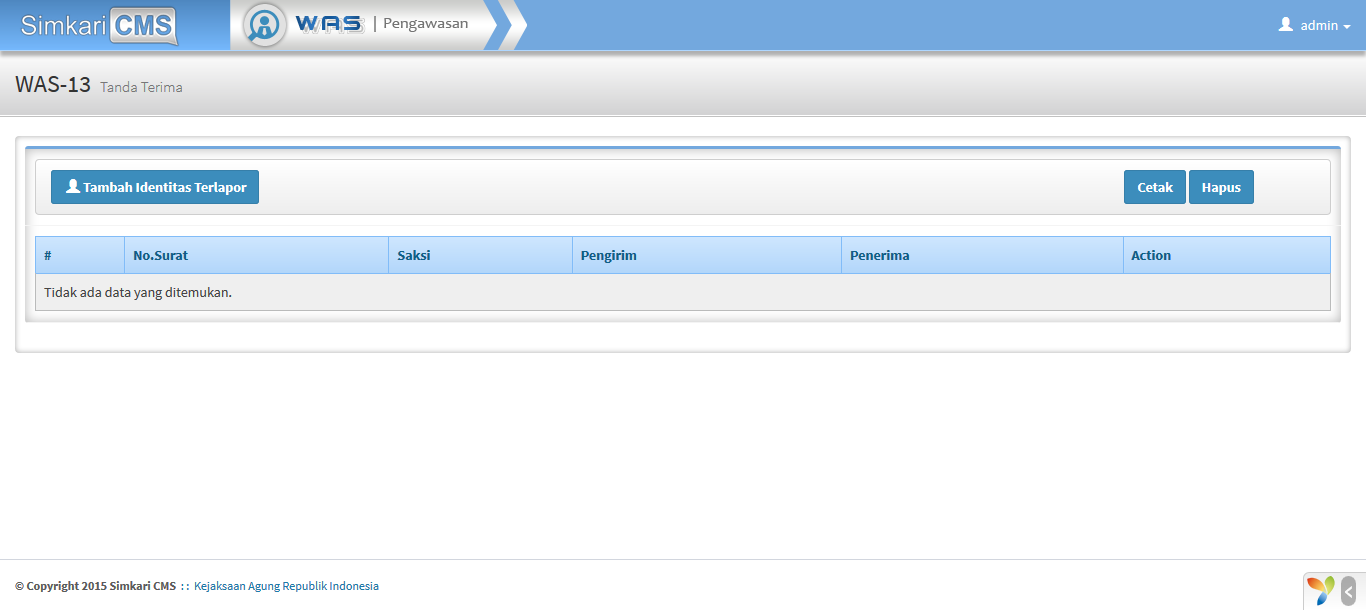 Simkari CMS
WAS | Pengawasan
admin
WAS-13 Tanda Terima
Tambah Identitas Terlapor
Cetak
Hapus
# No.Surat Saksi Pengirim Penerima Action
Tidak ada data yang ditemukan.
© Copyright 2015 Simkari CMS :: Kejaksaan Agung Republik Indonesia